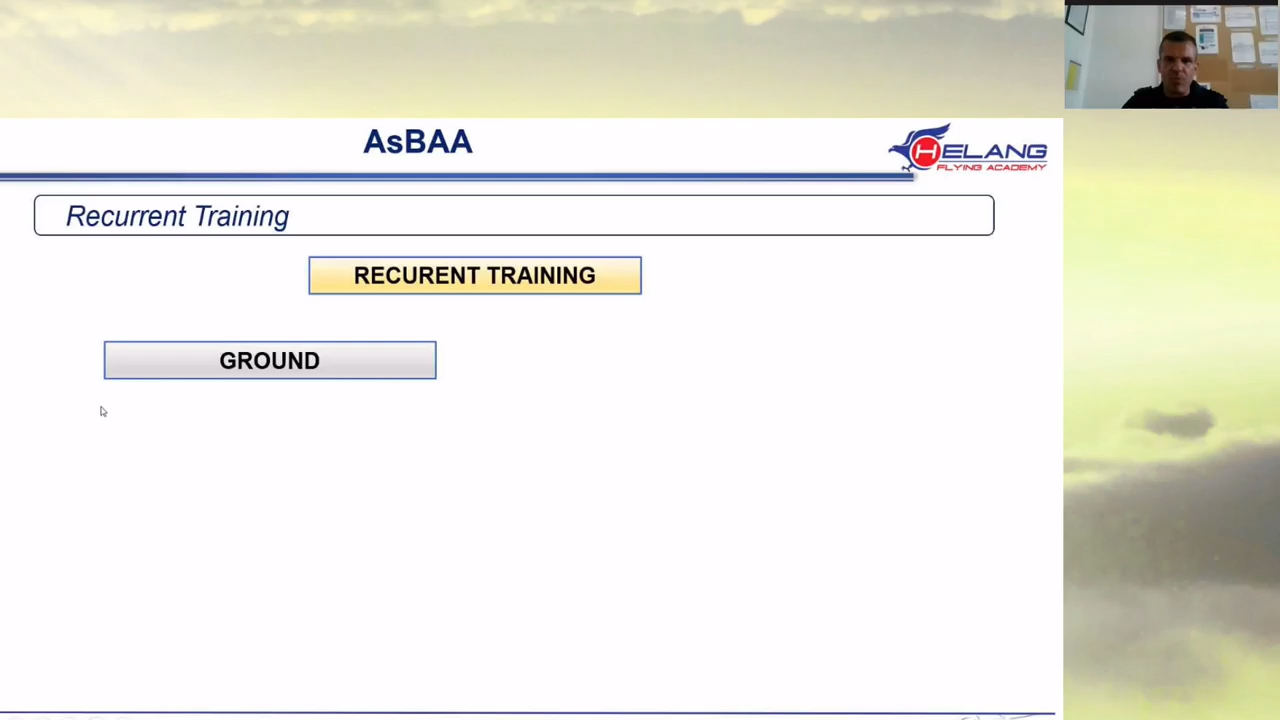 AsBAA
HELANG
FLYING ACADEMY
Recurrent Training
RECURENT TRAINING
GROUND